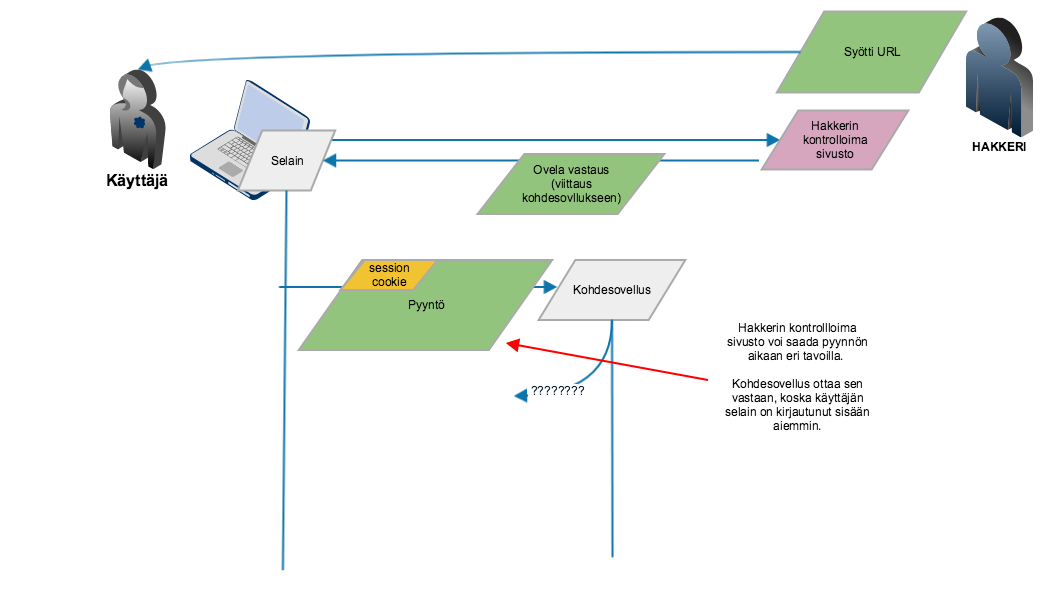 Syötti URL
HAKKERI
Käyttäjä
Selain
Hakkerin
kontrolloima
sivusto
Ovela vastaus
(viittaus
kohdesovllukseen)
session
cookie
Pyyntö
Kohdesovellus
????????
Hakkerin kontrollloima
sivusto voi saada pyynnön
aikaan eri tavoilla.
Kohdesovellus ottaa sen
vastaan, koska käyttäjän
selain on kirjautunut sisään
aiemmin.